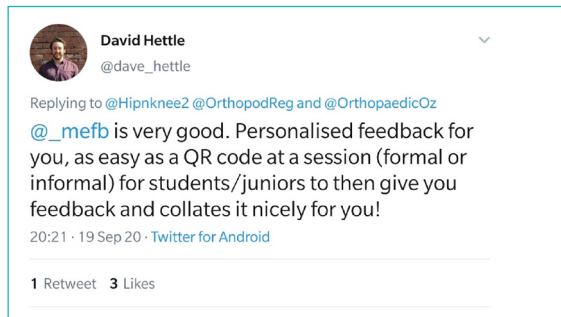 David Hettle
@dave_hettle
Replying to @Hipnknee2 @OrthopodReg and @OrthopaedicOz
@_mefb is very good. Personalised feedback for
you, as easy as a QR code at a session (formal or
informal) for students/juniors to then give you
feedback and collates it nicely for you!
20:21 · 19 Sep 20 · Twitter for Android
1 Retweet 3 Likes